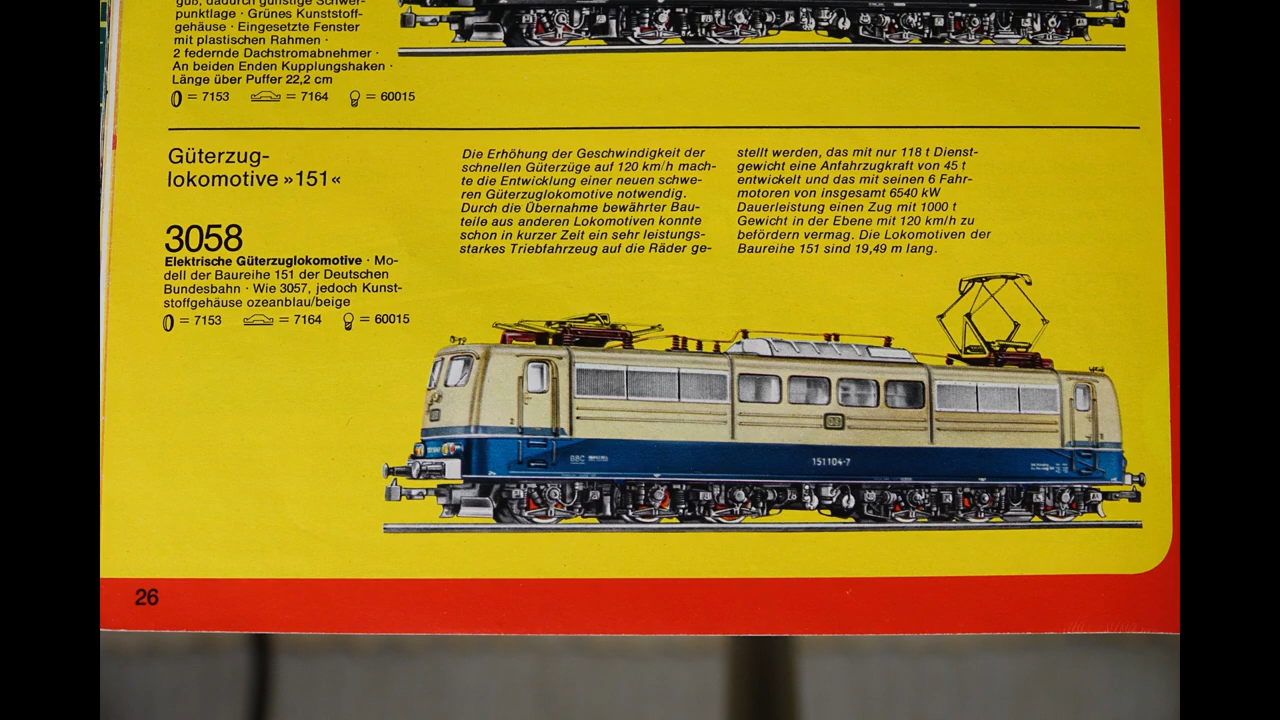 guß, dadurch günstige Schwer-
punktlage · Grünes Kunststoff-
gehäuse · Eingesetzte Fenster
mit plastischen Rahmen ·
2 federnde Dachstromabnehmer ·
An beiden Enden Kupplungshaken ·
Länge über Puffer 22,2 cm
= 7153 = 7164 = 60015
Güterzug-
lokomotive »151«
3058
Elektrische Güterzuglokomotive · Mo-
dell der Baureihe 151 der Deutschen
Bundesbahn · Wie 3057, jedoch Kunst-
stoffgehäuse ozeanblau/beige
= 7153 = 7164 = 60015
Die Erhöhung der Geschwindigkeit der
schnellen Güterzüge auf 120 km/h mach-
te die Entwicklung einer neuen schwe-
ren Güterzuglokomotive notwendig.
Durch die Übernahme bewährter Bau-
teile aus anderen Lokomotiven konnte
schon in kurzer Zeit ein sehr leistungs-
starkes Triebfahrzeug auf die Räder ge-
stellt werden, das mit nur 118 t Dienst-
gewicht eine Anfahrzugkraft von 45 t
entwickelt und das mit seinen 6 Fahr-
motoren von insgesamt 6540 kW
Dauerleistung einen Zug mit 1000 t
Gewicht in der Ebene mit 120 km/h zu
befördern vermag. Die Lokomotiven der
Baureihe 151 sind 19,49 m lang.
DB
BBC
151 104-7
26